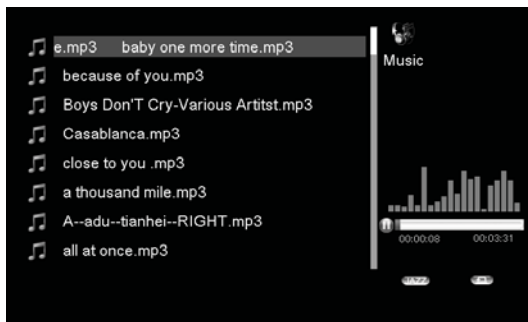 e.mp3 baby one more time.mp3
because of you.mp3
Boys Don'T Cry-Various Artitst.mp3
Casablanca.mp3
close to you .mp3
a thousand mile.mp3
A--adu--tianhei--RIGHT.mp3
all at once.mp3
Music
00:00:08 00:03:31
JAZZ